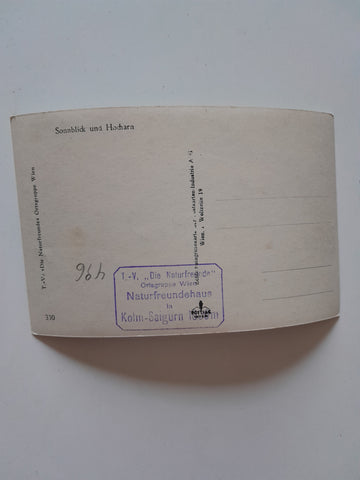 Sonnblick und Hocharn
T.-V. „Die Naturfreunde" Ortsgruppe Wien
496
T.-V. „Die Naturfreunde"
Ortsgruppe Wien
Naturfreundehaus
in
Kolm-Saigurn
330
Wien,